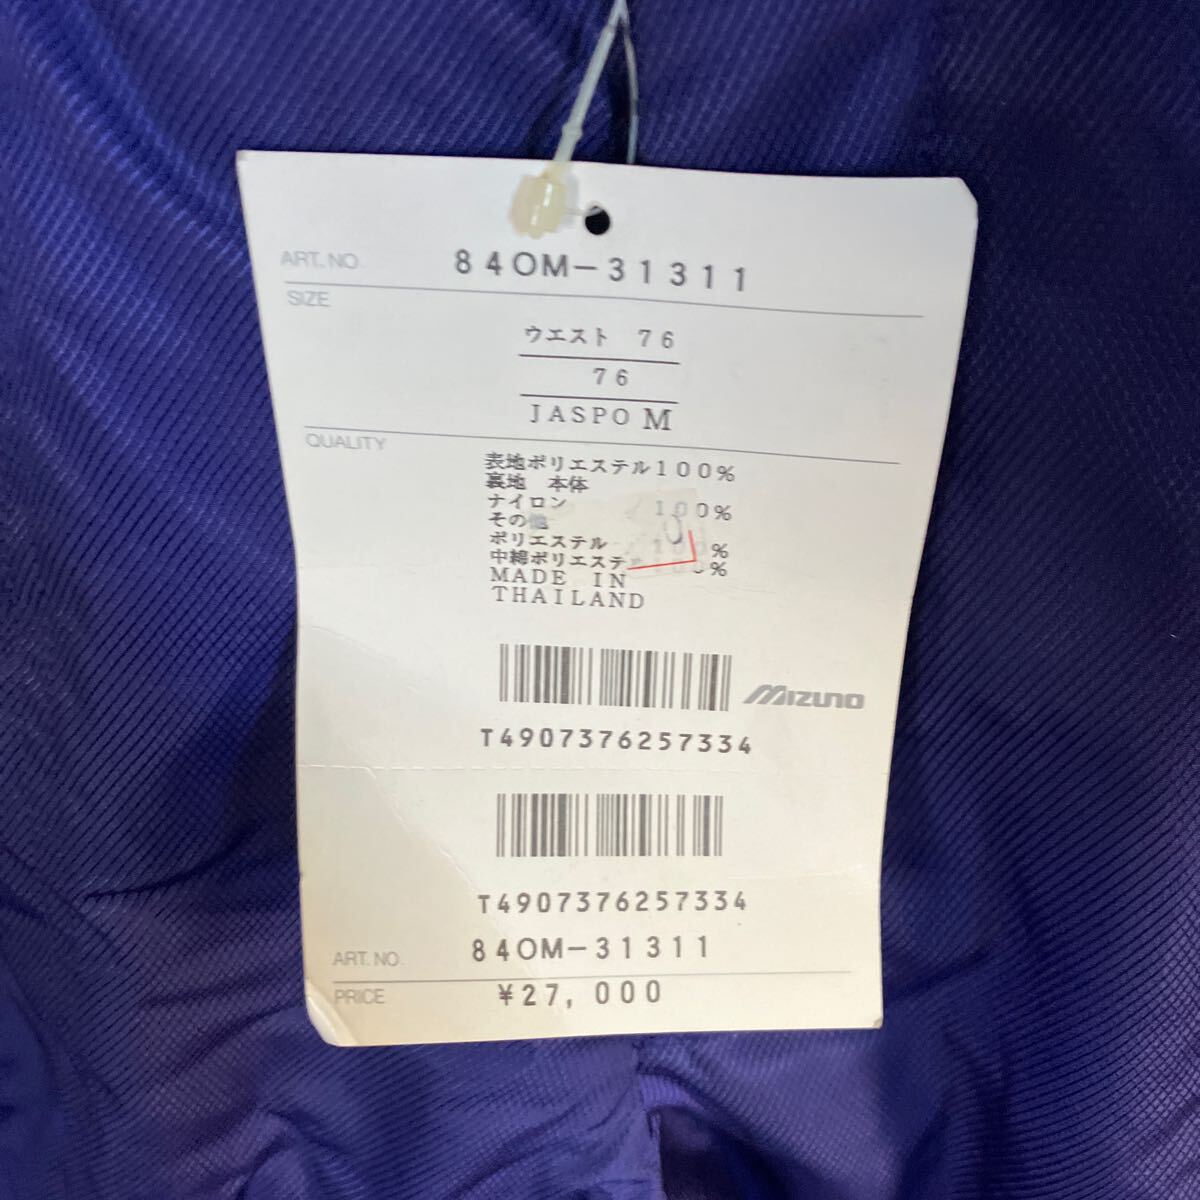 ART. NO. 84OM-31311
SIZE
ウエスト 76
76
JASPO M
QUALITY
表地ポリエステル100%
裏地 本体
ナイロン 100%
その他
ポリエステル 100%
中綿ポリエステル 100%
MADE IN
THAILAND
Mizuno
T4907376257334
T4907376257334
ART. NO. 84OM-31311
PRICE ¥27,000